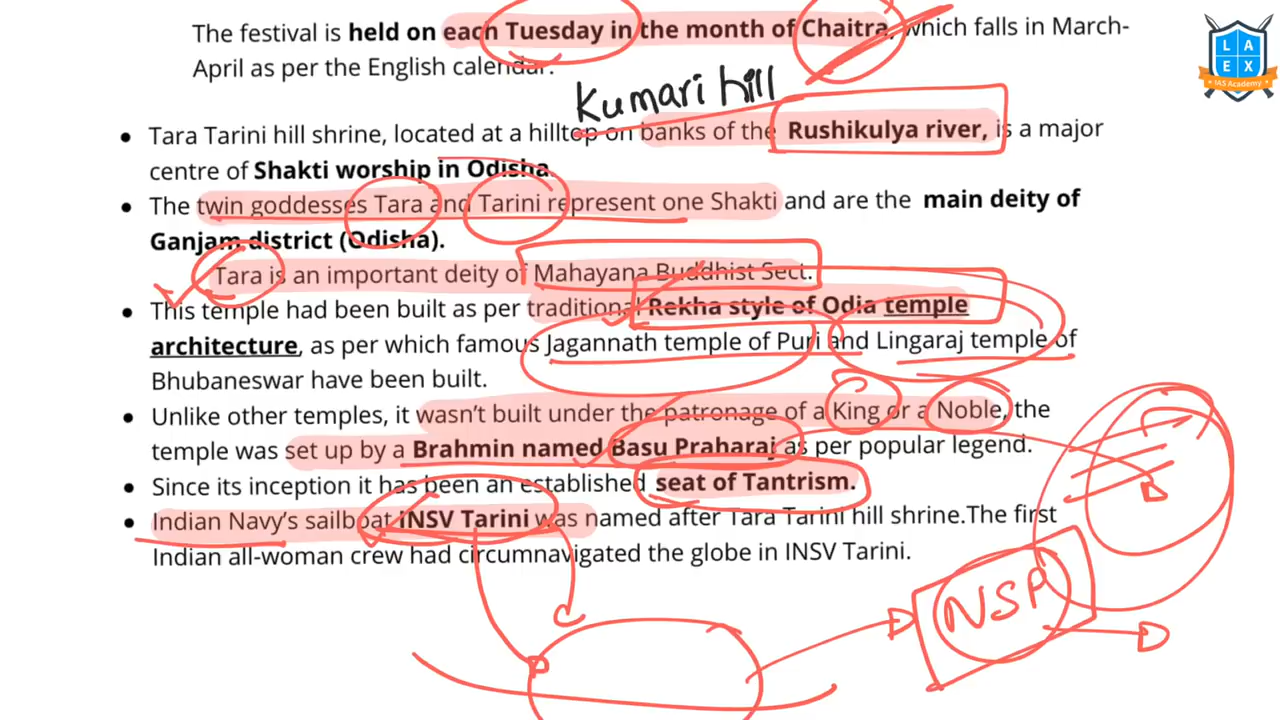 The festival is held on each Tuesday in the month of Chaitra, which falls in March-
April as per the English calendar.
Kumari hill
• Tara Tarini hill shrine, located at a hilltop on banks of the Rushikulya river, is a major
centre of Shakti worship in Odisha.
• The twin goddesses Tara and Tarini represent one Shakti and are the main deity of
Ganjam district (Odisha).
Tara is an important deity of Mahayana Buddhist Sect.
• This temple had been built as per traditional Rekha style of Odia temple
architecture, as per which famous Jagannath temple of Puri and Lingaraj temple of
Bhubaneswar have been built.
• Unlike other temples, it wasn't built under the patronage of a King or a Noble, the
temple was set up by a Brahmin named Basu Praharaj as per popular legend.
• Since its inception it has been an established seat of Tantrism.
• Indian Navy's sailboat INSV Tarini was named after Tara Tarini hill shrine.The first
Indian all-woman crew had circumnavigated the globe in INSV Tarini.
NSP
L A
E X
IAS Academy